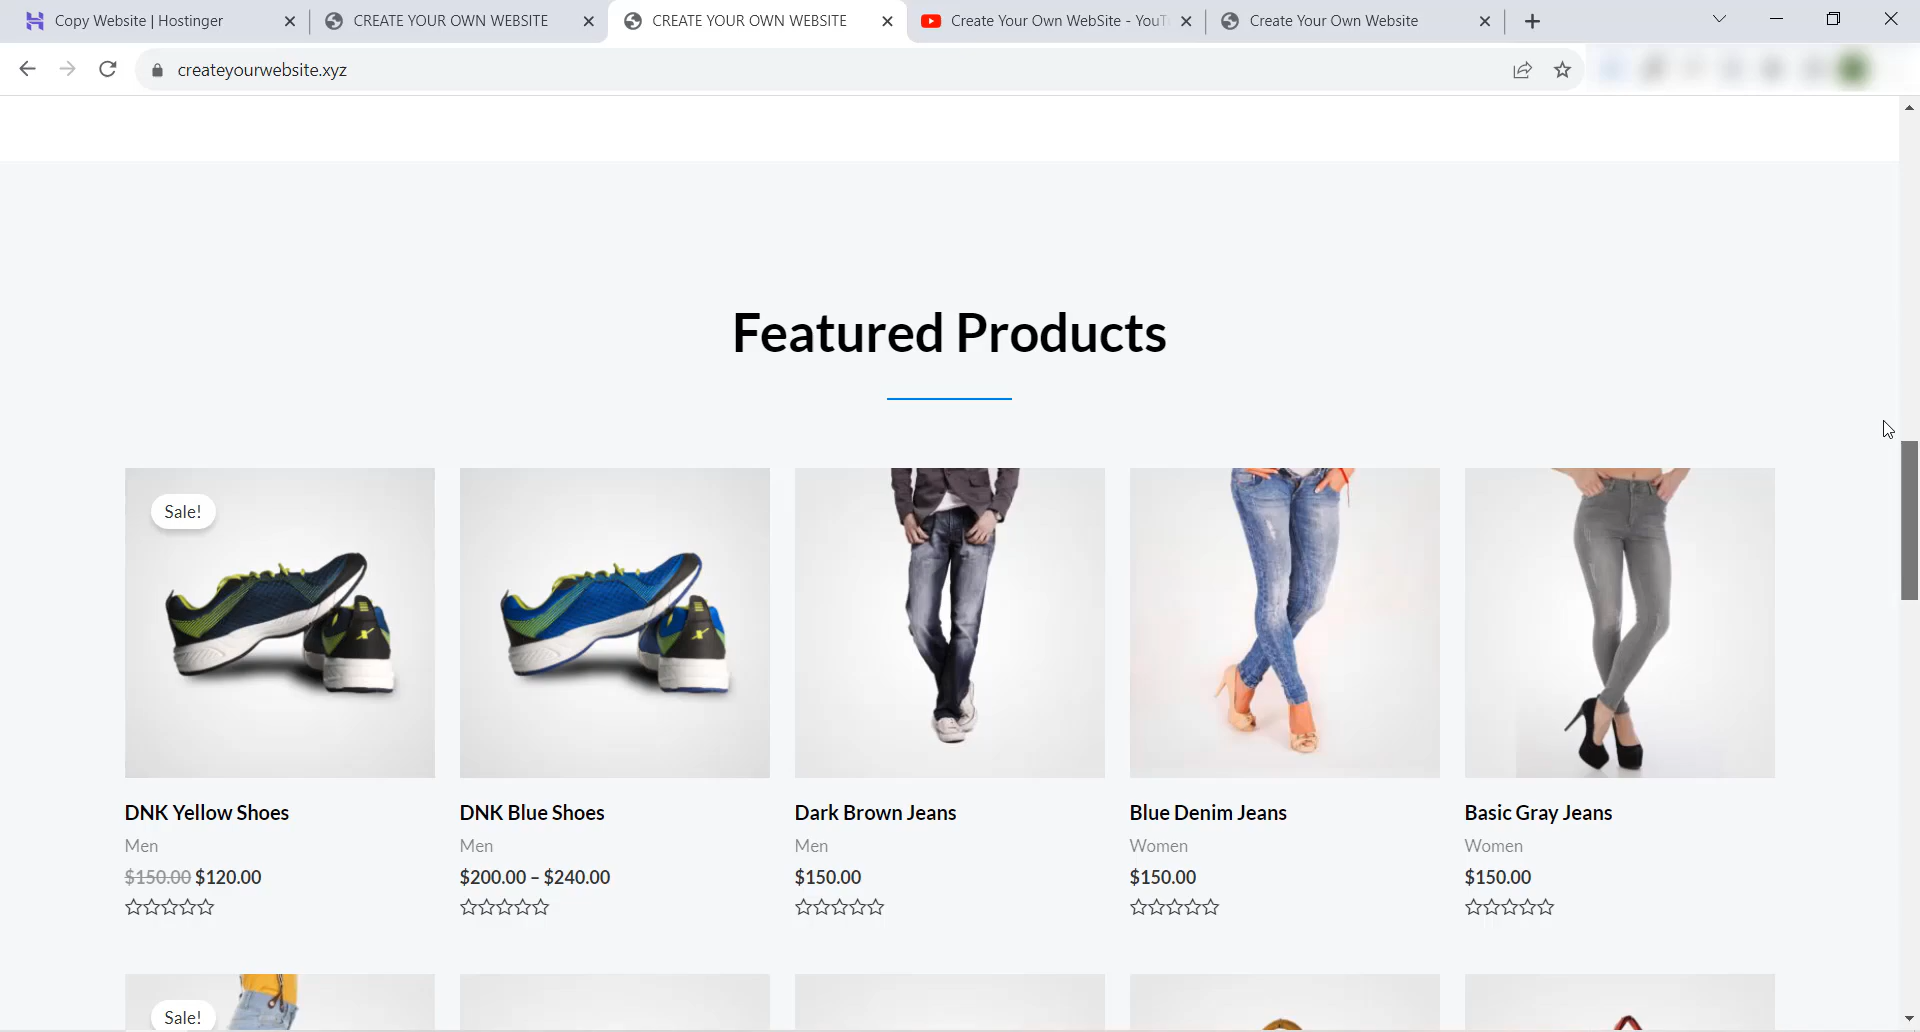 Copy Website | Hostinger
CREATE YOUR OWN WEBSITE
CREATE YOUR OWN WEBSITE
Create Your Own WebSite - YouT
Create Your Own Website
createyourwebsite.xyz
Featured Products
Sale!
DNK Yellow Shoes
Men
$150.00 $120.00
DNK Blue Shoes
Men
$200.00 – $240.00
Dark Brown Jeans
Men
$150.00
Blue Denim Jeans
Women
$150.00
Basic Gray Jeans
Women
$150.00
Sale!